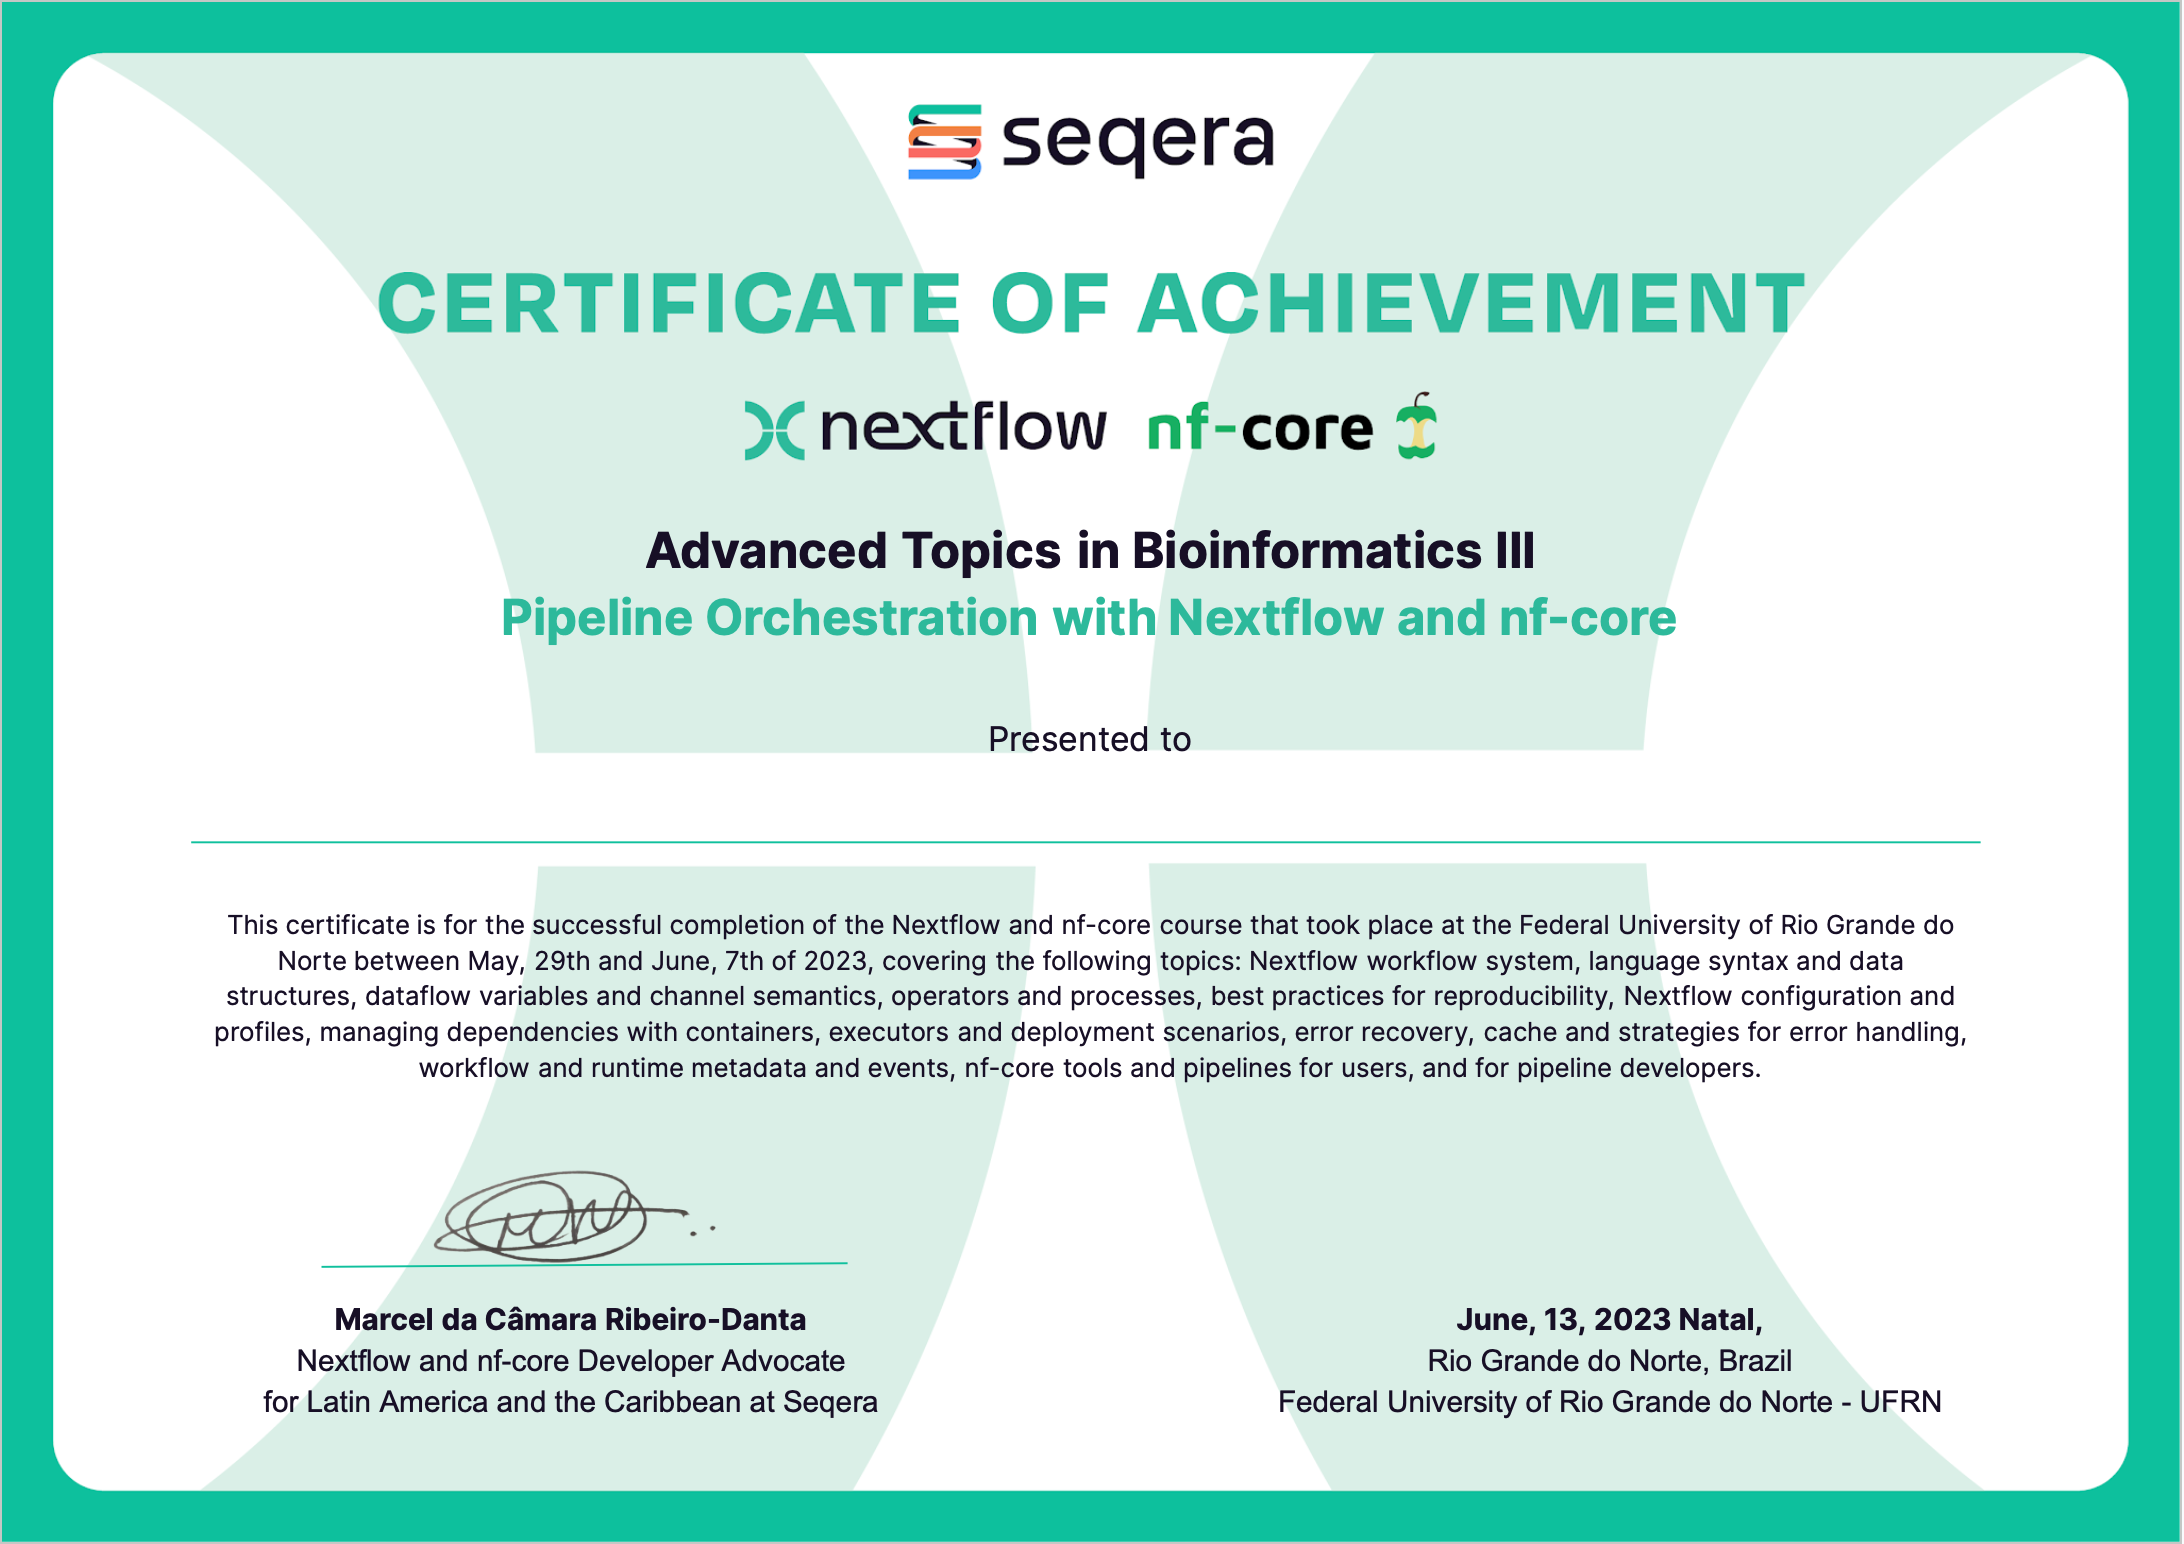 seqera
CERTIFICATE OF ACHIEVEMENT
nextflow nf-core
Advanced Topics in Bioinformatics III
Pipeline Orchestration with Nextflow and nf-core
Presented to
This certificate is for the successful completion of the Nextflow and nf-core course that took place at the Federal University of Rio Grande do
Norte between May, 29th and June, 7th of 2023, covering the following topics: Nextflow workflow system, language syntax and data
structures, dataflow variables and channel semantics, operators and processes, best practices for reproducibility, Nextflow configuration and
profiles, managing dependencies with containers, executors and deployment scenarios, error recovery, cache and strategies for error handling,
workflow and runtime metadata and events, nf-core tools and pipelines for users, and for pipeline developers.
Marcel da Câmara Ribeiro-Danta
Nextflow and nf-core Developer Advocate
for Latin America and the Caribbean at Seqera
June, 13, 2023 Natal,
Rio Grande do Norte, Brazil
Federal University of Rio Grande do Norte - UFRN